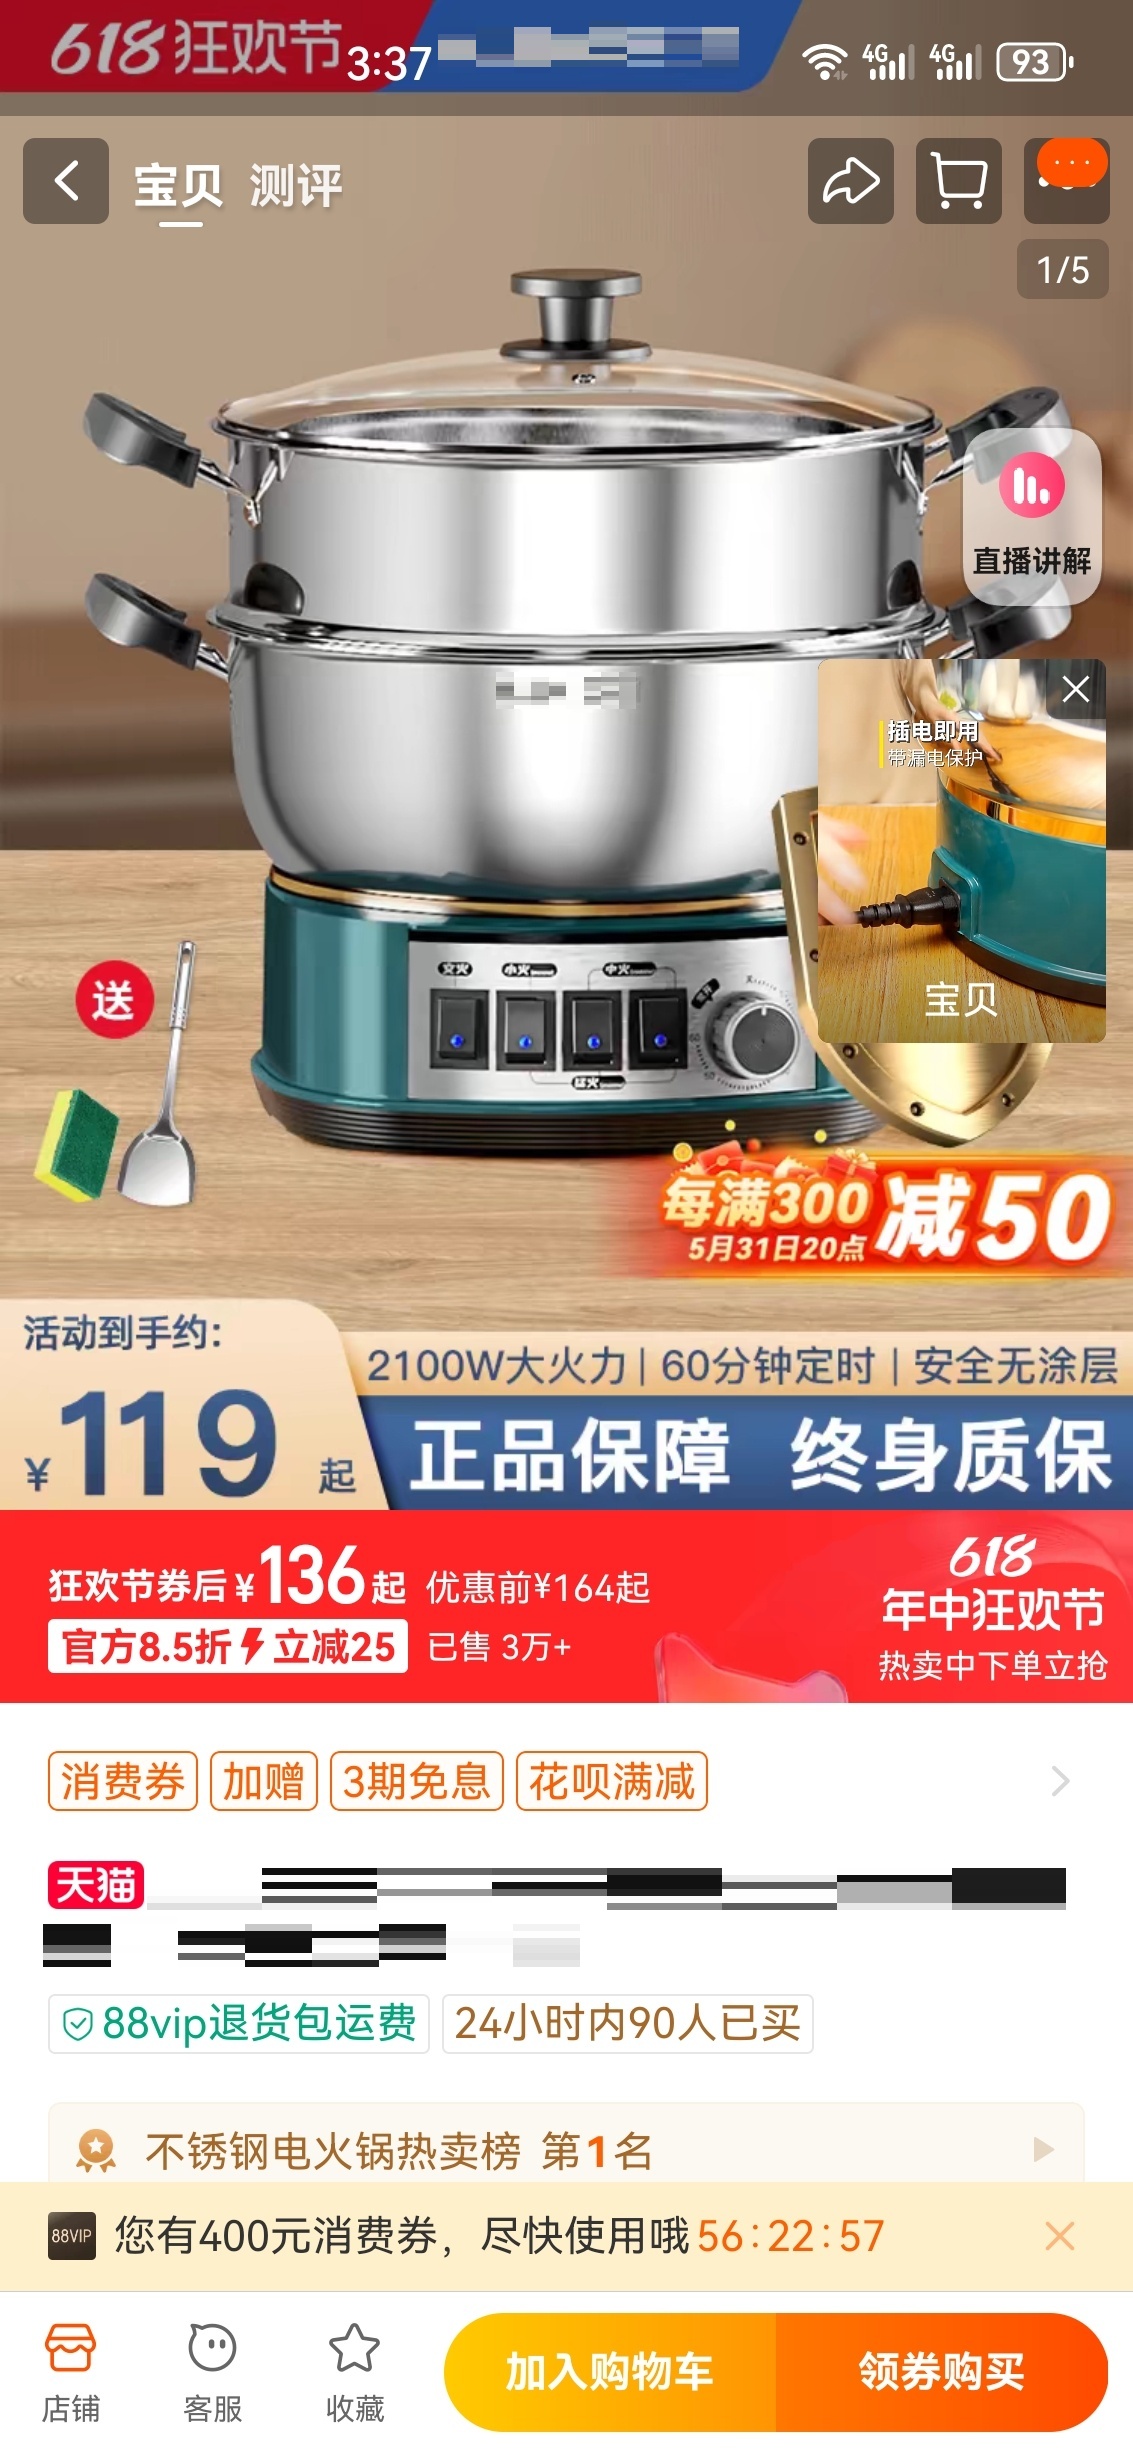 618狂欢节
3:37
4G
4G
93
宝贝 测评
1/5
直播讲解
插电即用
带漏电保护
宝贝
文火
小火
中火
猛火
送
每满300
5月31日20点
减50
活动到手约:
¥119起
2100W大火力|60分钟定时|安全无涂层
正品保障 终身质保
狂欢节券后¥136起 优惠前¥164起
官方8.5折 立减25 已售 3万+
618
年中狂欢节
热卖中下单立抢
消费券 加赠 3期免息 花呗满减
天猫
88vip退货包运费 24小时内90人已买
不锈钢电火锅热卖榜 第1名
88VIP 您有400元消费券，尽快使用哦 56:22:57
店铺 客服 收藏 加入购物车 领券购买